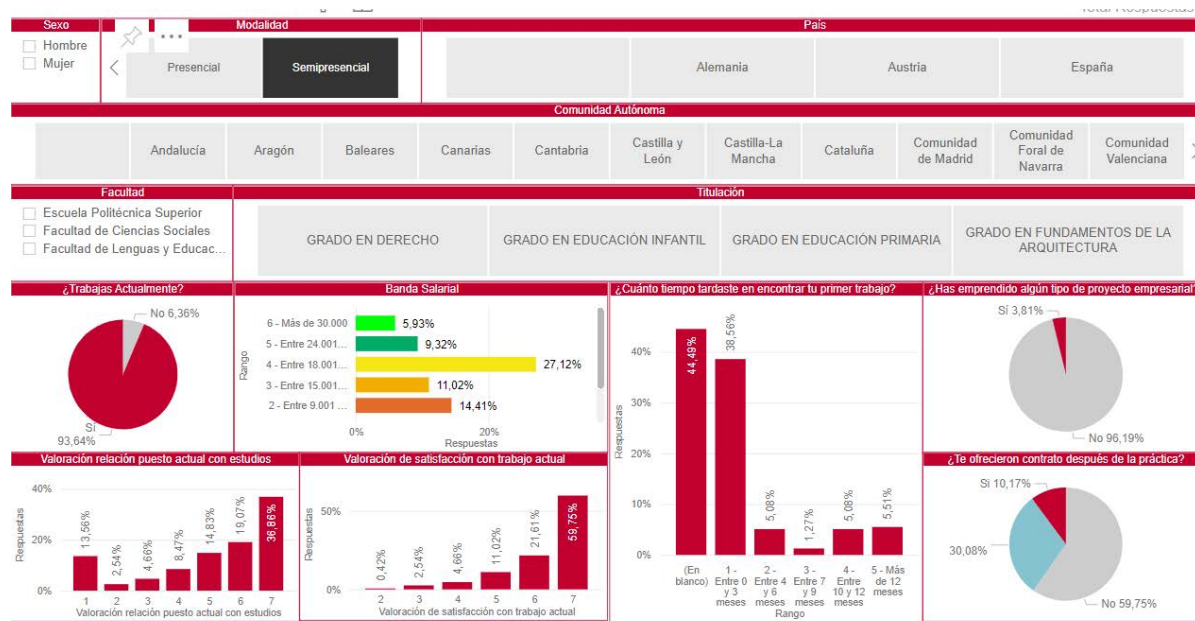 Total Respuestas
Sexo
Hombre
Mujer
Modalidad
Presencial
Semipresencial
País
Alemania
Austria
España
Comunidad Autónoma
Andalucía
Aragón
Baleares
Canarias
Cantabria
Castilla y
León
Castilla-La
Mancha
Cataluña
Comunidad
de Madrid
Comunidad
Foral de
Navarra
Comunidad
Valenciana
Facultad
Escuela Politécnica Superior
Facultad de Ciencias Sociales
Facultad de Lenguas y Educac...
Titulación
GRADO EN DERECHO
GRADO EN EDUCACIÓN INFANTIL
GRADO EN EDUCACIÓN PRIMARIA
GRADO EN FUNDAMENTOS DE LA
ARQUITECTURA
¿Trabajas Actualmente?
No 6,36%
Sí
93,64%
Banda Salarial
Rango
6 - Más de 30.000
5,93%
5 - Entre 24.001...
9,32%
4 - Entre 18.001...
27,12%
3 - Entre 15.001...
11,02%
2 - Entre 9.001 ...
14,41%
0%
20%
Respuestas
¿Cuánto tiempo tardaste en encontrar tu primer trabajo?
Respuestas
40%
30%
20%
10%
0%
44,49%
38,56%
5,08%
1,27%
5,08%
5,51%
(En
blanco)
1 -
Entre 0
y 3
meses
2 -
Entre 4
y 6
meses
3 -
Entre 7
y 9
meses
4 -
Entre
10 y 12
meses
5 - Más
de 12
meses
Rango
¿Has emprendido algún tipo de proyecto empresarial?
Sí 3,81%
No 96,19%
Valoración relación puesto actual con estudios
Respuestas
40%
20%
0%
13,56%
2,54%
4,66%
8,47%
14,83%
19,07%
36,86%
1
2
3
4
5
6
7
Valoración relación puesto actual con estudios
Valoración de satisfacción con trabajo actual
Respuestas
50%
0%
0,42%
2,54%
4,66%
11,02%
21,61%
59,75%
2
3
4
5
6
7
Valoración de satisfacción con trabajo actual
¿Te ofrecieron contrato después de la práctica?
Sí 10,17%
30,08%
No 59,75%